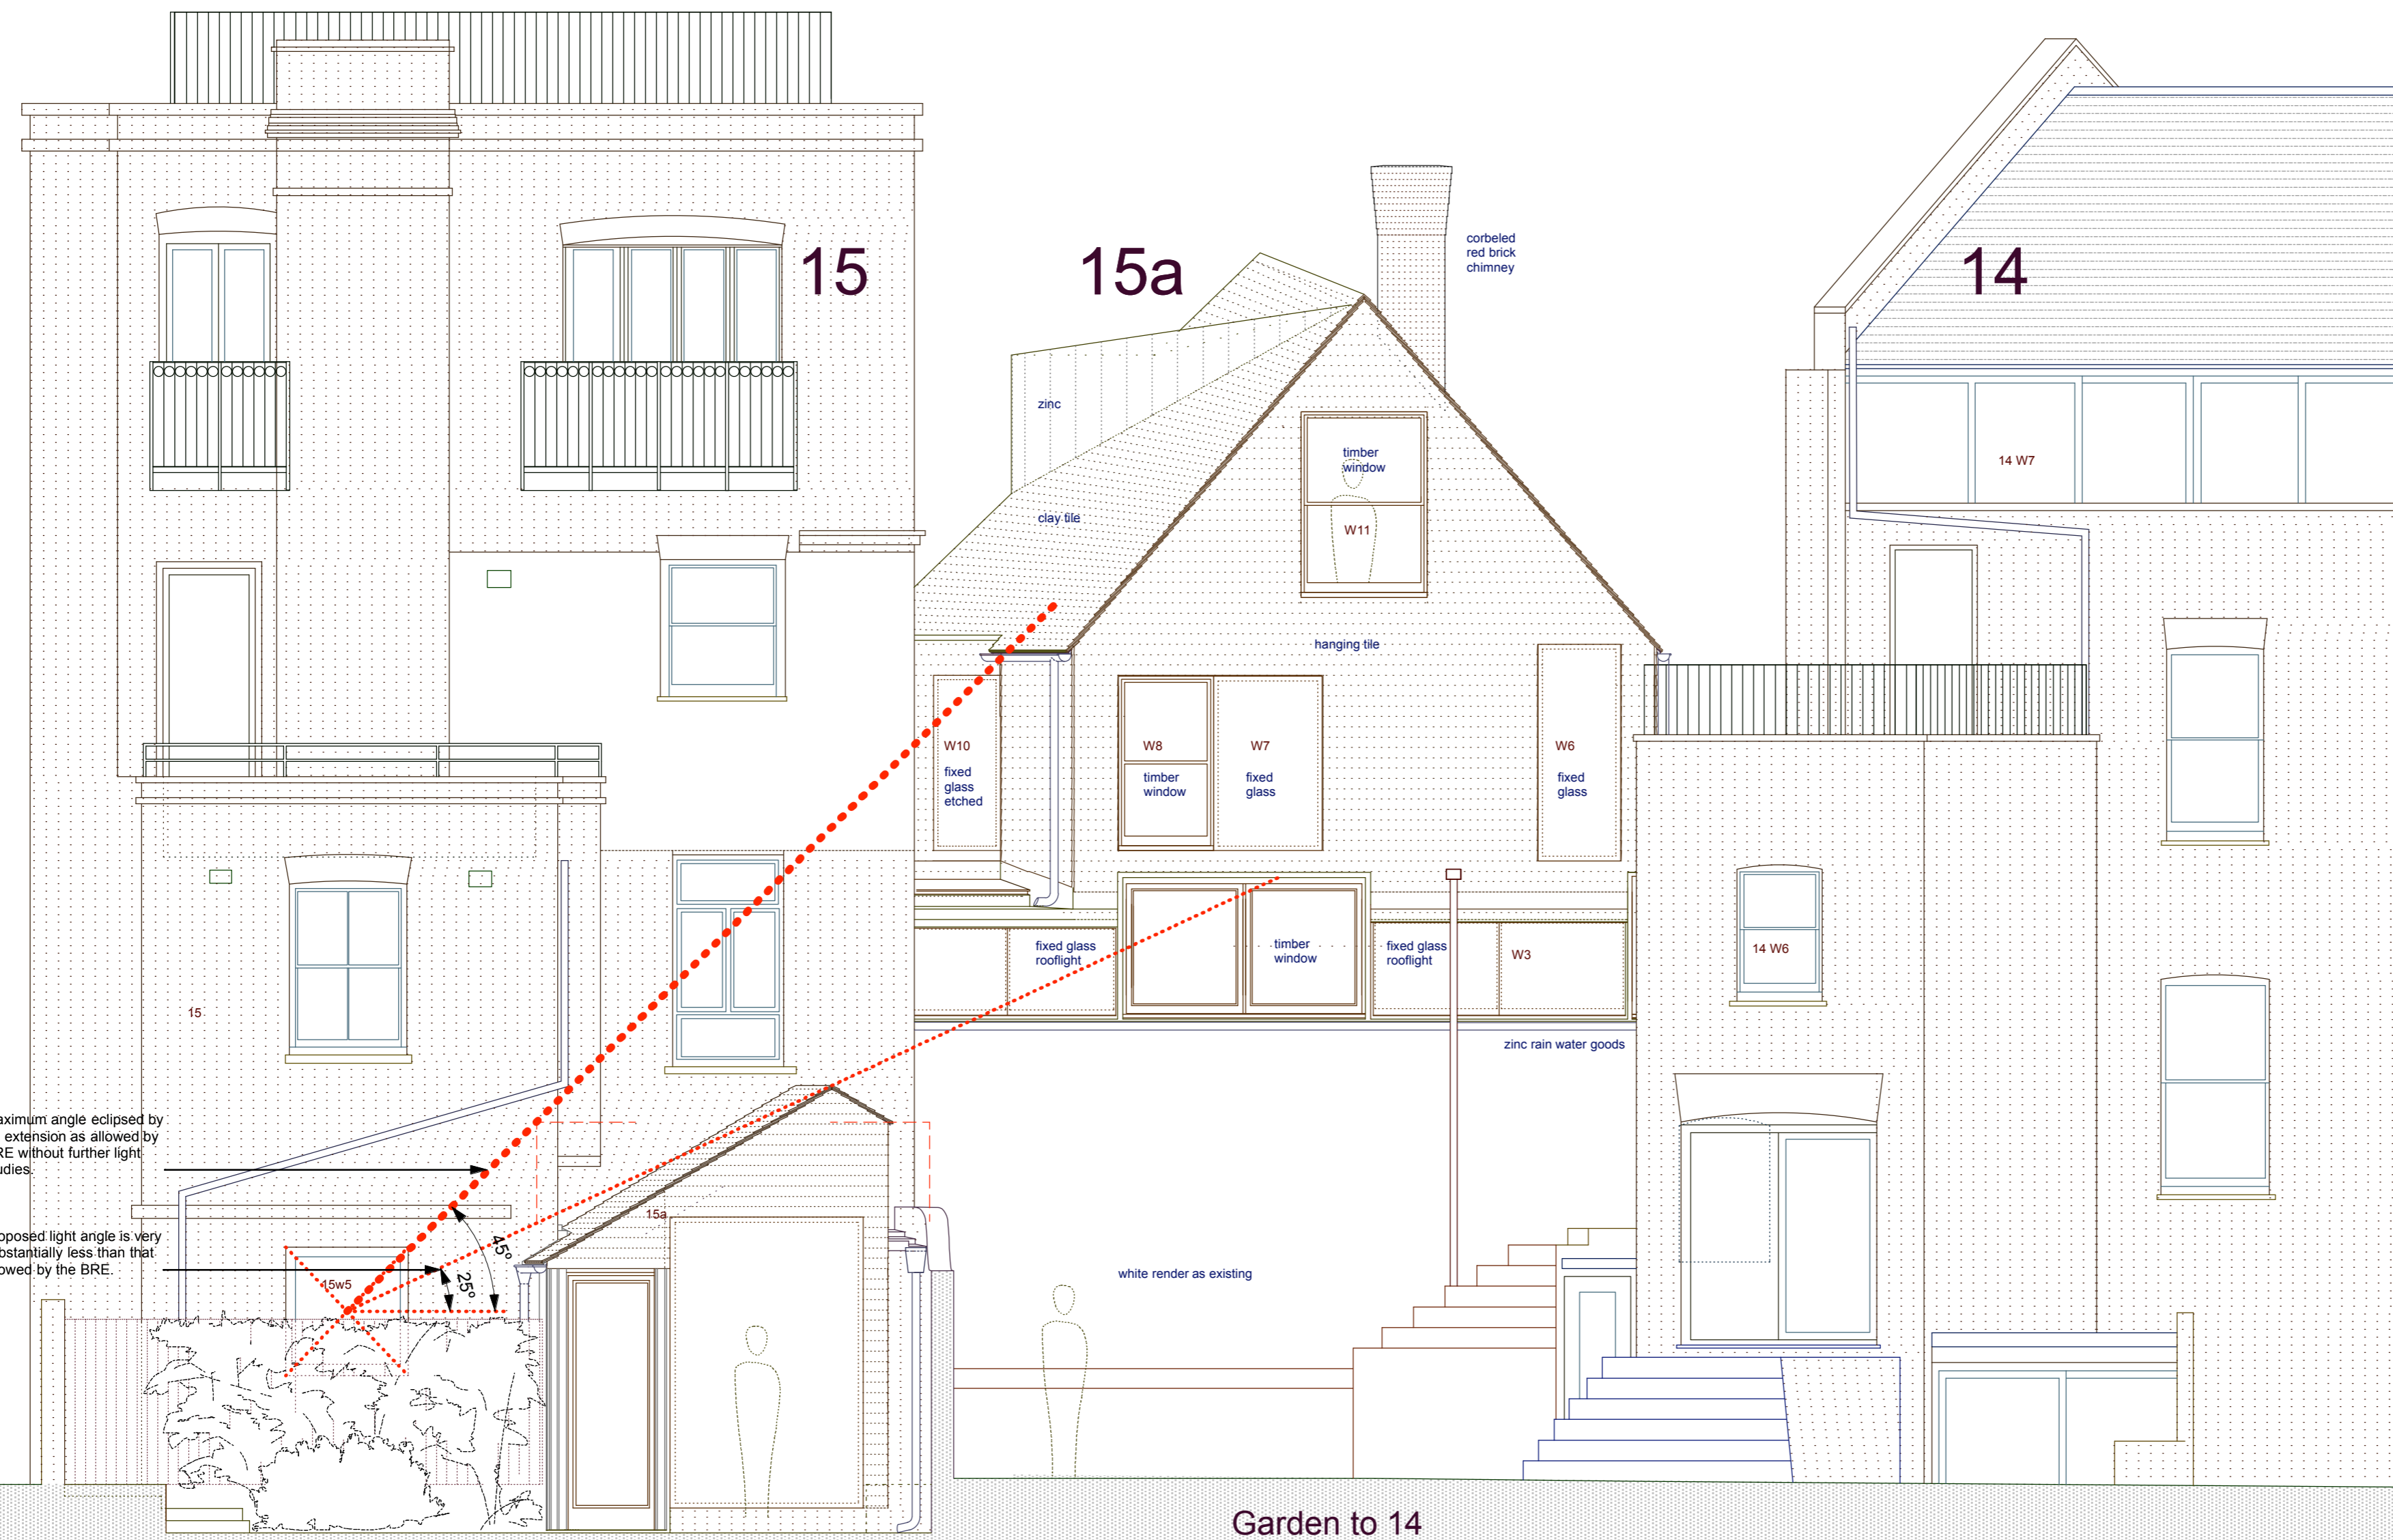 15
15a
14
corbeled
red brick
chimney
zinc
clay tile
timber
window
W11
hanging tile
14 W7
W10
fixed
glass
etched
W8
timber
window
W7
fixed
glass
W6
fixed
glass
fixed glass
rooflight
timber
window
fixed glass
rooflight
W3
14 W6
15
zinc rain water goods
aximum angle eclipsed by
extension as allowed by
RE without further light
udies.
15a
oposed light angle is very
bstantially less than that
owed by the BRE.
45º
25º
15w5
white render as existing
Garden to 14